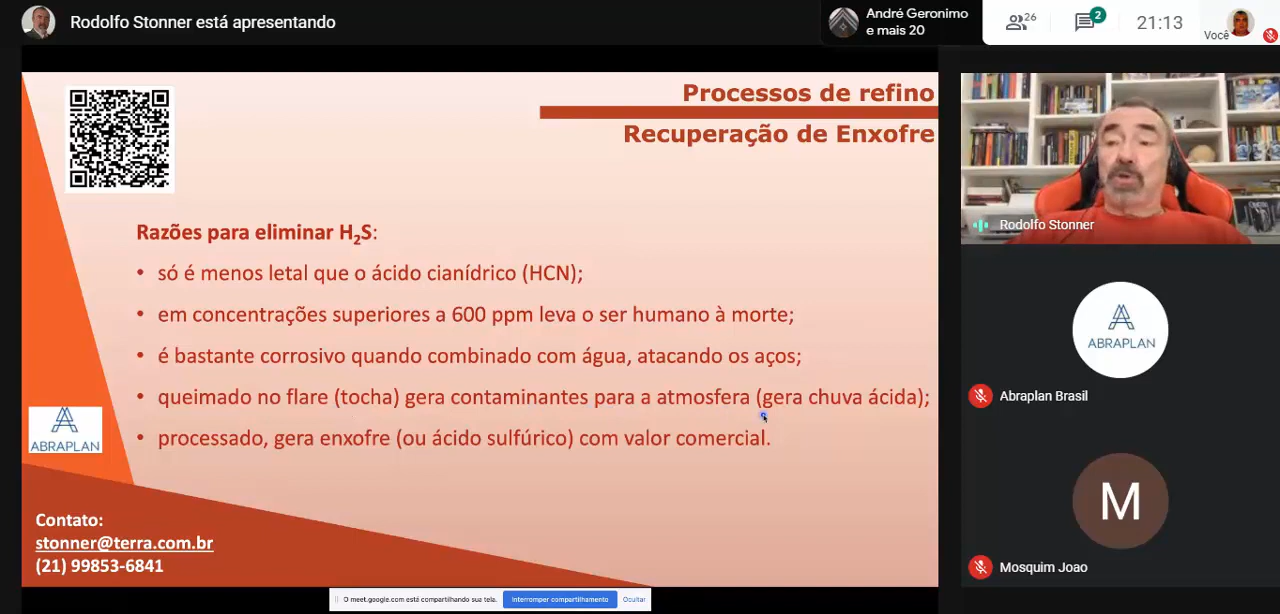 Rodolfo Stonner está apresentando
André Geronimo
e mais 20
26
2
21:13
Você
Processos de refino
Recuperação de Enxofre
Razões para eliminar H₂S:
• só é menos letal que o ácido cianídrico (HCN);
• em concentrações superiores a 600 ppm leva o ser humano à morte;
• é bastante corrosivo quando combinado com água, atacando os aços;
• queimado no flare (tocha) gera contaminantes para a atmosfera (gera chuva ácida);
• processado, gera enxofre (ou ácido sulfúrico) com valor comercial.
ABRAPLAN
Contato:
stonner@terra.com.br
(21) 99853-6841
Rodolfo Stonner
ABRAPLAN
Abraplan Brasil
M
Mosquim Joao
O meet.google.com está compartilhando sua tela.
Interromper compartilhamento
Ocultar